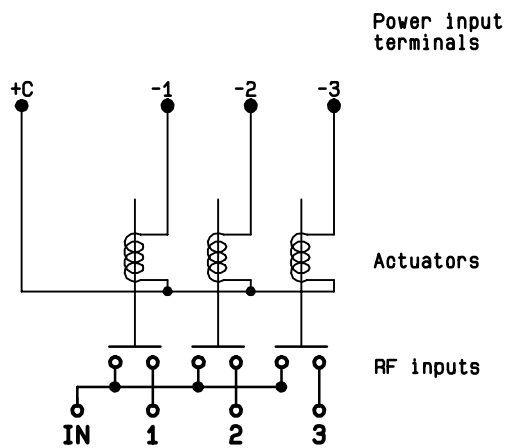 Power input
terminals
+C -1 -2 -3
Actuators
RF inputs
IN 1 2 3